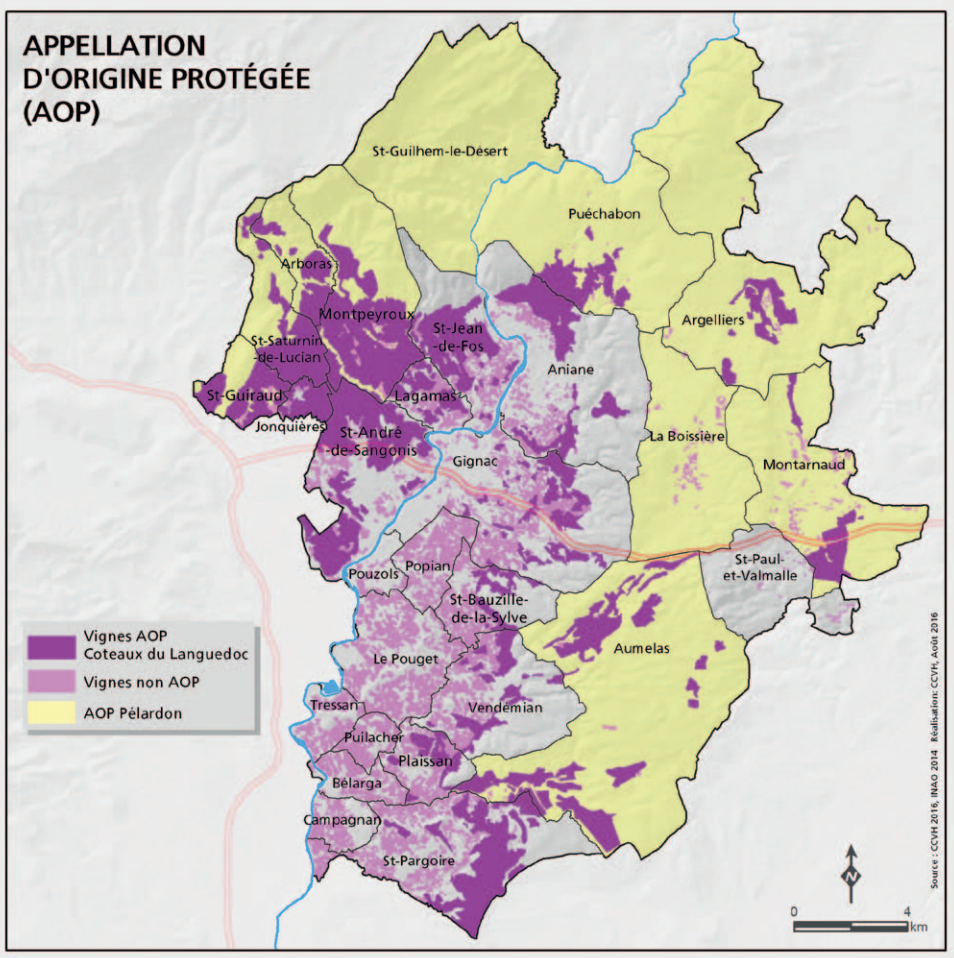 APPELLATION
D'ORIGINE PROTÉGÉE
(AOP)
St-Guilhem-le-Désert
Puéchabon
Arboras
Montpeyroux
Argelliers
St-Jean
-de-Fos
St-Saturnin
-de-Lucian
Aniane
St-Guiraud
Lagamas
Jonquières
St-André
-de-Sangonis
La Boissière
Gignac
Montarnaud
St-Paul-
et-Valmalle
Pouzols
Popian
St-Bauzille-
de-la-Sylve
Aumelas
Le Pouget
Tressan
Vendémian
Puilacher
Plaissan
Bélarga
Campagnan
St-Pargoire
Vignes AOP
Coteaux du Languedoc
Vignes non AOP
AOP Pélardon
Source : CCVH 2016, INAO 2014 Réalisation: CCVH, Août 2016
N
0 4
km